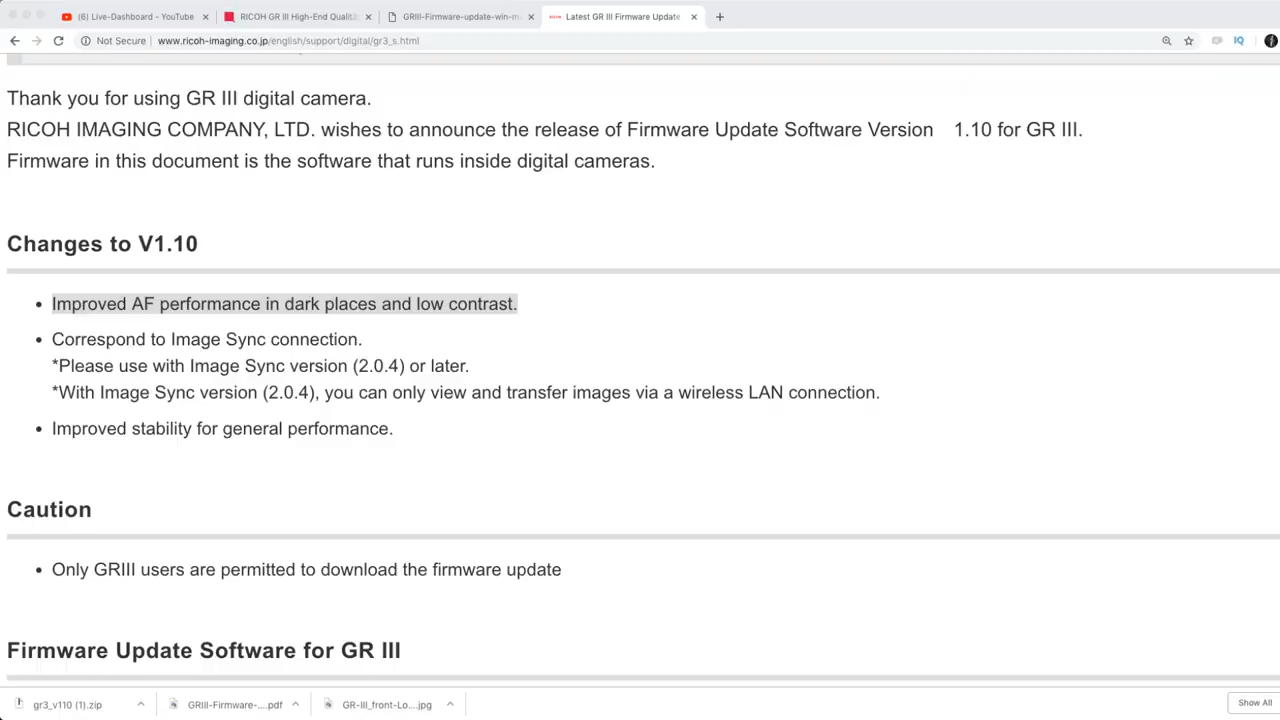 (6) Live-Dashboard - YouTube
RICOH GR III High-End Qualit
GRIII-Firmware-update-win-m
Latest GR III Firmware Update
Not Secure
www.ricoh-imaging.co.jp/english/support/digital/gr3_s.html
IQ
Thank you for using GR III digital camera.
RICOH IMAGING COMPANY, LTD. wishes to announce the release of Firmware Update Software Version 1.10 for GR III.
Firmware in this document is the software that runs inside digital cameras.
Changes to V1.10
• Improved AF performance in dark places and low contrast.
• Correspond to Image Sync connection.
*Please use with Image Sync version (2.0.4) or later.
*With Image Sync version (2.0.4), you can only view and transfer images via a wireless LAN connection.
• Improved stability for general performance.
Caution
• Only GRIII users are permitted to download the firmware update
Firmware Update Software for GR III
gr3_v110 (1).zip
GRIII-Firmware-....pdf
GR-III_front-Lo....jpg
Show All